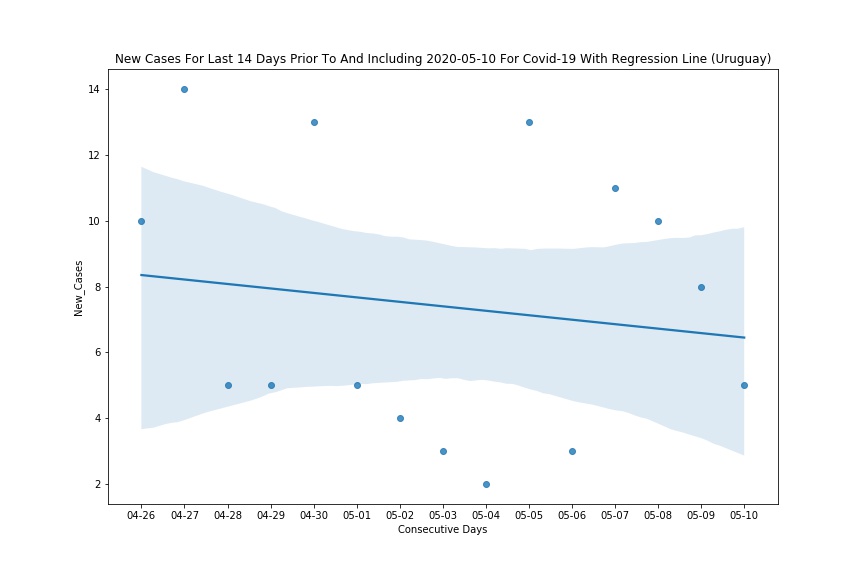 New Cases For Last 14 Days Prior To And Including 2020-05-10 For Covid-19 With Regression Line (Uruguay)
14
12
10
8
6
4
2
New_Cases
04-26 04-27 04-28 04-29 04-30 05-01 05-02 05-03 05-04 05-05 05-06 05-07 05-08 05-09 05-10
Consecutive Days